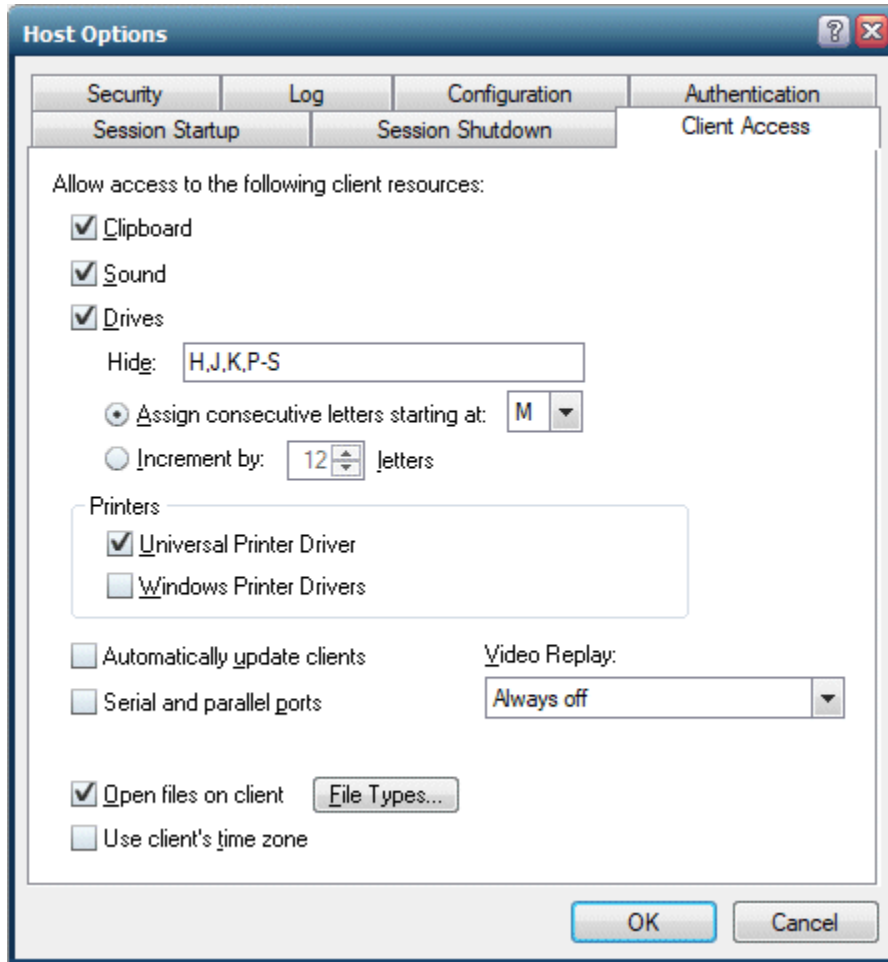 Host Options
Security Log Configuration Authentication
Session Startup Session Shutdown Client Access
Allow access to the following client resources:
Clipboard
Sound
Drives
Hide: H,J,K,P-S
Assign consecutive letters starting at: M
Increment by: 12 letters
Printers
Universal Printer Driver
Windows Printer Drivers
Automatically update clients Video Replay:
Serial and parallel ports Always off
Open files on client File Types...
Use client's time zone
OK Cancel